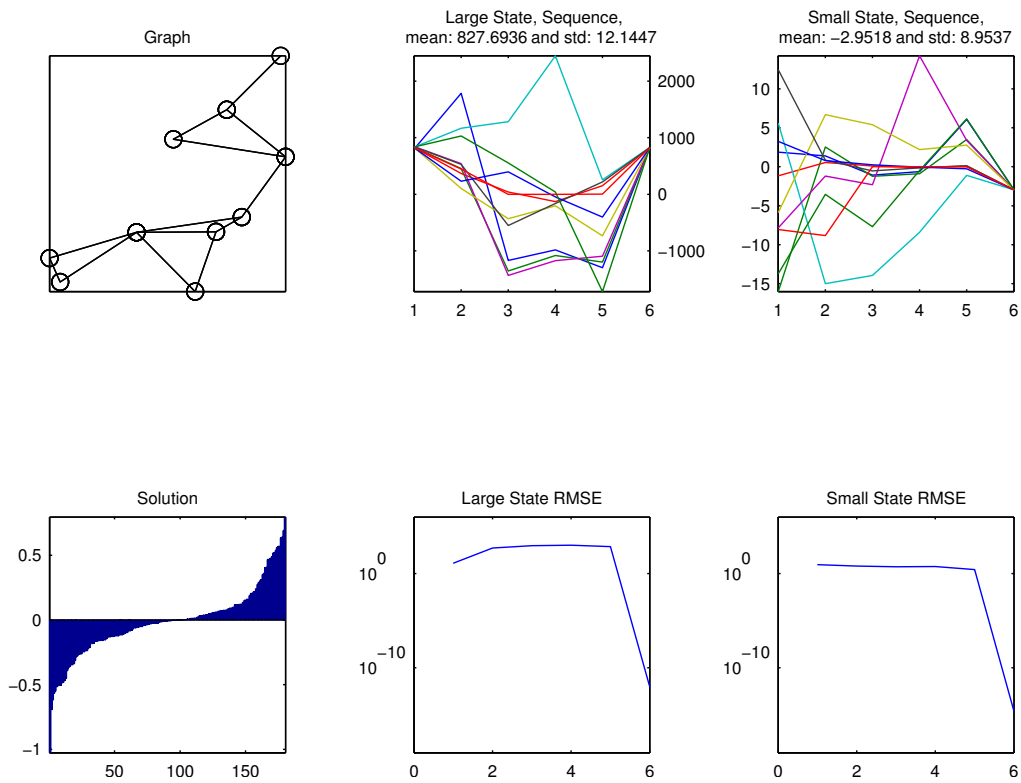 Graph
Large State, Sequence,
mean: 827.6936 and std: 12.1447
Small State, Sequence,
mean: −2.9518 and std: 8.9537
2000
1000
0
−1000
1 2 3 4 5 6
10
5
0
−5
−10
−15
1 2 3 4 5 6
Solution
0.5
0
−0.5
−1
50 100 150
Large State RMSE
10^0
10^−10
0 2 4 6
Small State RMSE
10^0
10^−10
0 2 4 6